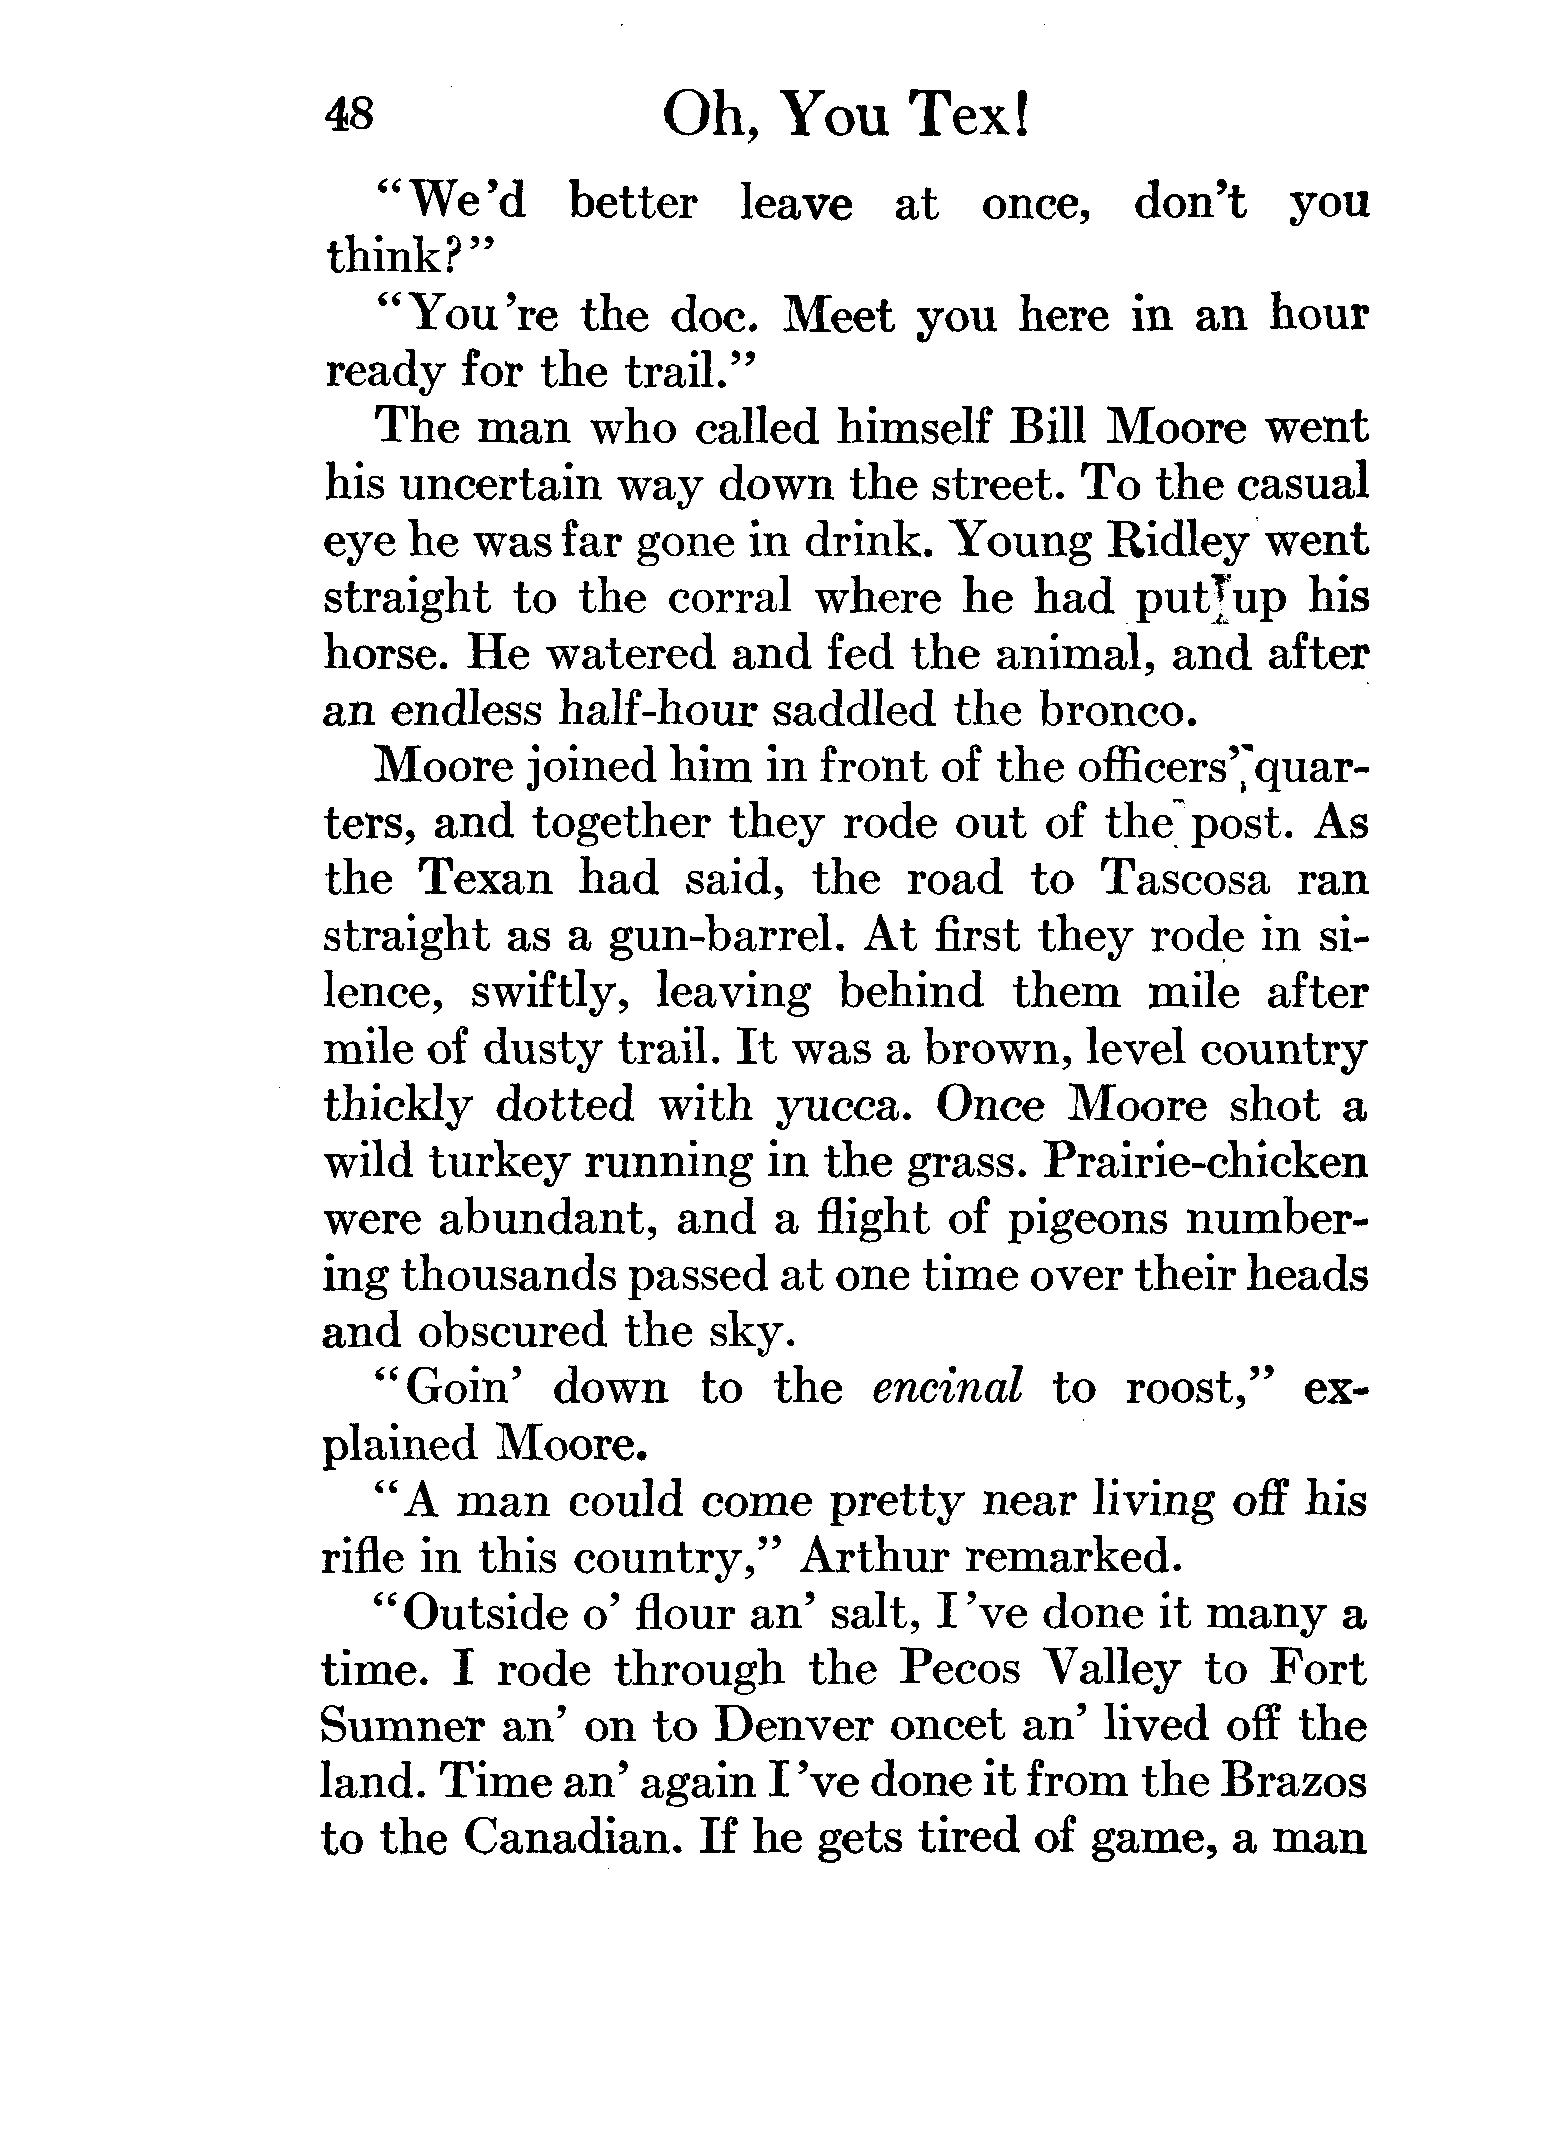 48 Oh, You Tex!
“We’d better leave at once, don’t you
think?”
“You’re the doc. Meet you here in an hour
ready for the trail.”
The man who called himself Bill Moore went
his uncertain way down the street. To the casual
eye he was far gone in drink. Young Ridley went
straight to the corral where he had put up his
horse. He watered and fed the animal, and after
an endless half-hour saddled the bronco.
Moore joined him in front of the officers’ quar-
ters, and together they rode out of the post. As
the Texan had said, the road to Tascosa ran
straight as a gun-barrel. At first they rode in si-
lence, swiftly, leaving behind them mile after
mile of dusty trail. It was a brown, level country
thickly dotted with yucca. Once Moore shot a
wild turkey running in the grass. Prairie-chicken
were abundant, and a flight of pigeons number-
ing thousands passed at one time over their heads
and obscured the sky.
“Goin’ down to the encinal to roost,” ex-
plained Moore.
“A man could come pretty near living off his
rifle in this country,” Arthur remarked.
“Outside o’ flour an’ salt, I’ve done it many a
time. I rode through the Pecos Valley to Fort
Sumner an’ on to Denver oncet an’ lived off the
land. Time an’ again I’ve done it from the Brazos
to the Canadian. If he gets tired of game, a man